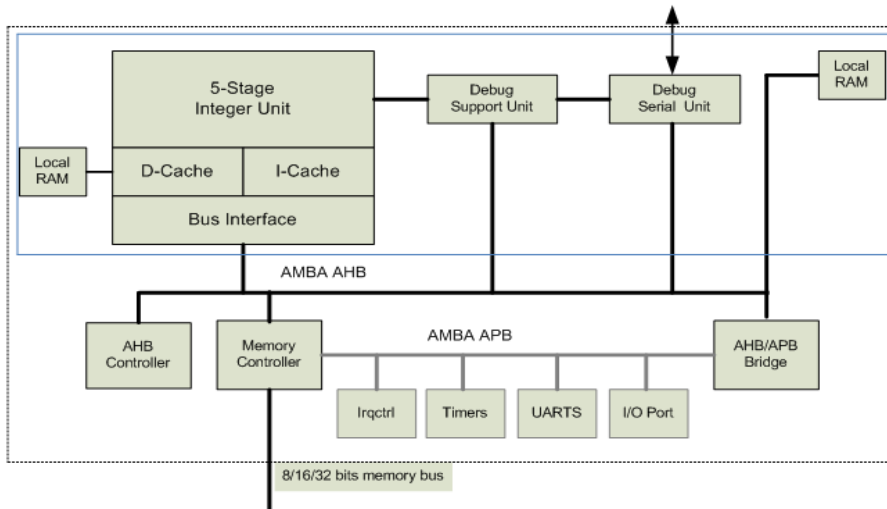 5-Stage
Integer Unit
Debug
Support Unit
Debug
Serial Unit
Local
RAM
Local
RAM
D-Cache
I-Cache
Bus Interface
AMBA AHB
AHB
Controller
Memory
Controller
AMBA APB
AHB/APB
Bridge
Irqctrl
Timers
UARTS
I/O Port
8/16/32 bits memory bus